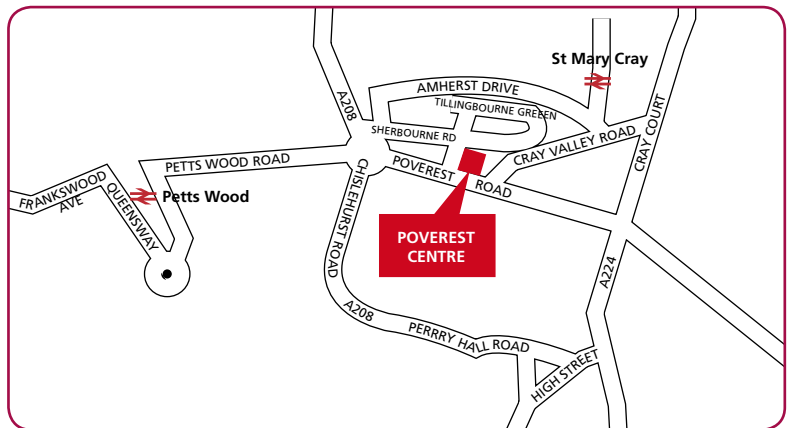 St Mary Cray
AMHERST DRIVE
A208
TILLINGBOURNE GREEEN
SHERBOURNE RD
CRAY VALLEY ROAD
CRAY COURT
PETTS WOOD ROAD
POVEREST ROAD
CHISLEHURST ROAD
FRANKSWOOD
AVE
QUEENSWAY
Petts Wood
POVEREST
CENTRE
A224
A208
PERRRY HALL ROAD
HIGH STREET